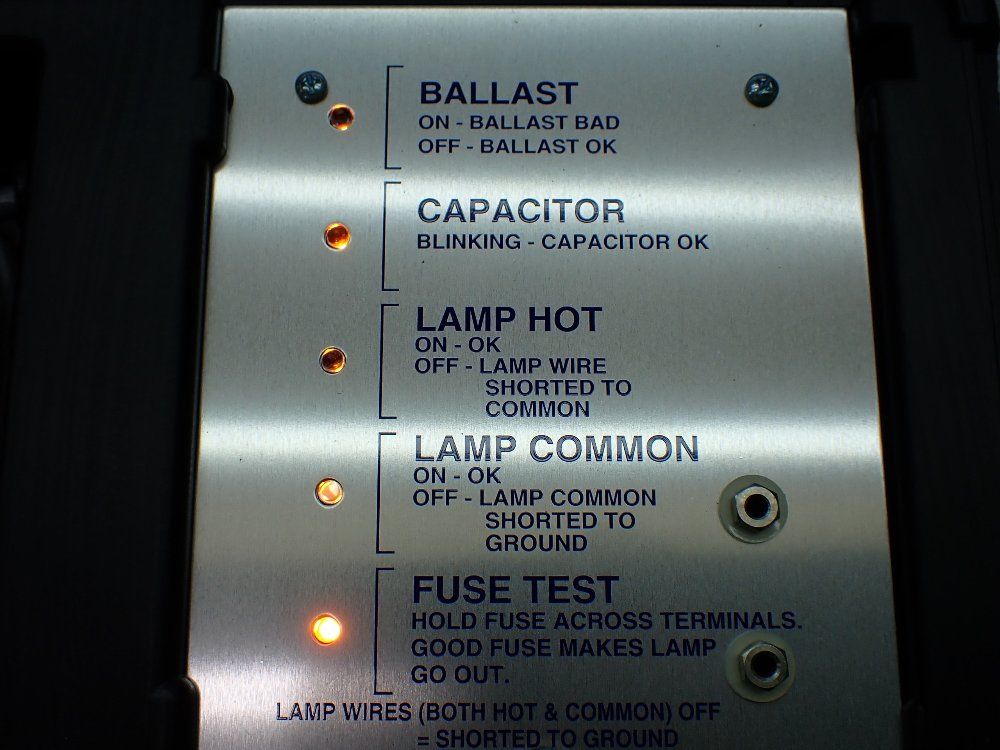 BALLAST
ON - BALLAST BAD
OFF - BALLAST OK
CAPACITOR
BLINKING - CAPACITOR OK
LAMP HOT
ON - OK
OFF - LAMP WIRE
SHORTED TO
COMMON
LAMP COMMON
ON - OK
OFF - LAMP COMMON
SHORTED TO
GROUND
FUSE TEST
HOLD FUSE ACROSS TERMINALS.
GOOD FUSE MAKES LAMP
GO OUT.
LAMP WIRES (BOTH HOT & COMMON) OFF
= SHORTED TO GROUND